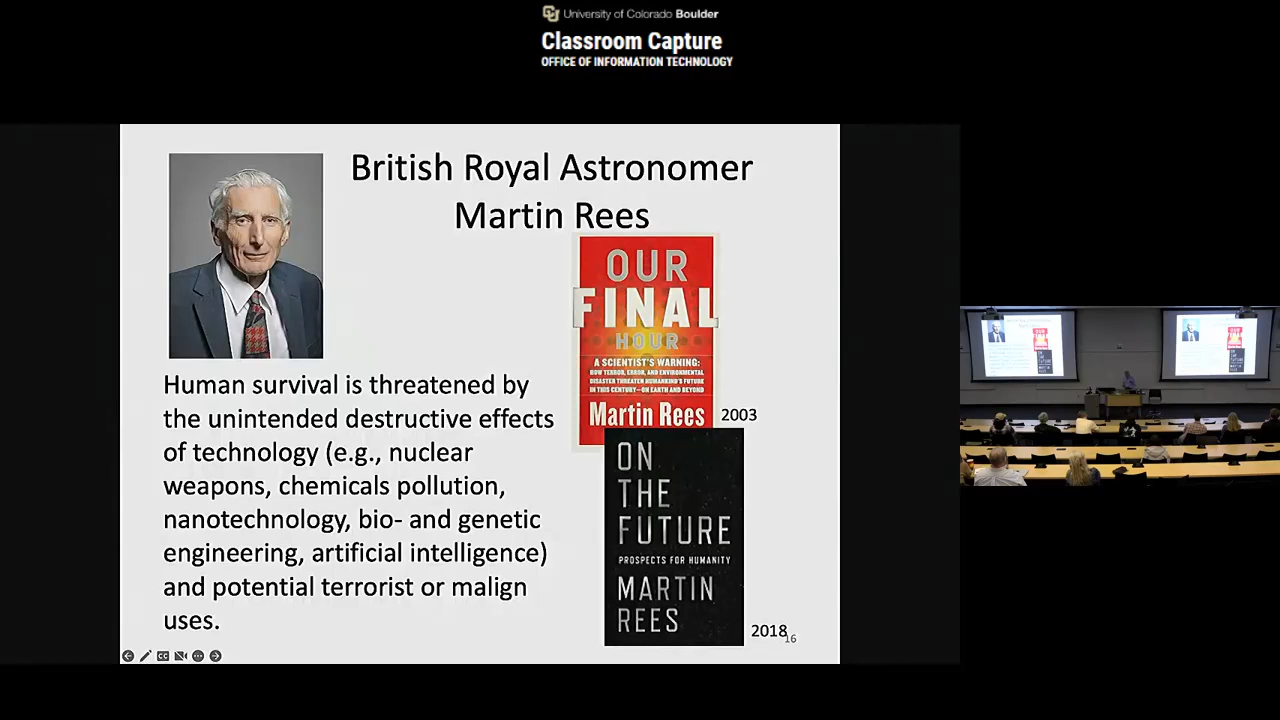 University of Colorado Boulder
Classroom Capture
OFFICE OF INFORMATION TECHNOLOGY
British Royal Astronomer
Martin Rees
OUR
FINAL
HOUR
A SCIENTIST'S WARNING:
HOW TERROR, ERROR, AND ENVIRONMENTAL
DISASTER THREATEN HUMANKIND'S FUTURE
IN THIS CENTURY—ON EARTH AND BEYOND
Martin Rees
2003
Human survival is threatened by
the unintended destructive effects
of technology (e.g., nuclear
weapons, chemicals pollution,
nanotechnology, bio- and genetic
engineering, artificial intelligence)
and potential terrorist or malign
uses.
ON
THE
FUTURE
PROSPECTS FOR HUMANITY
MARTIN
REES
2018
16